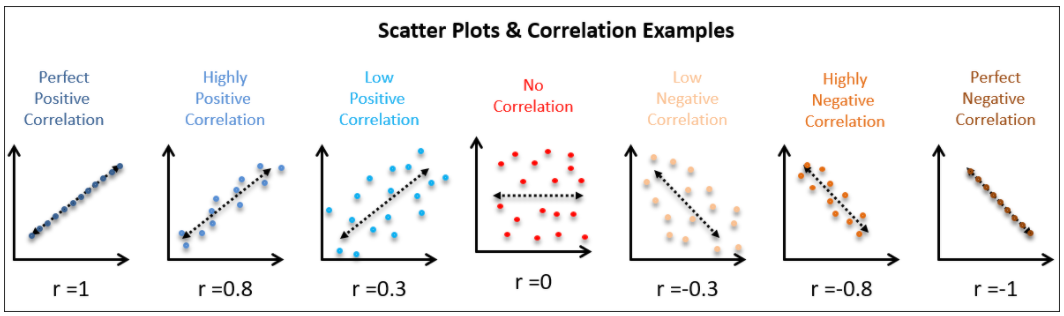 Scatter Plots & Correlation Examples
Perfect
Positive
Correlation
Highly
Positive
Correlation
Low
Positive
Correlation
No
Correlation
Low
Negative
Correlation
Highly
Negative
Correlation
Perfect
Negative
Correlation
r =1
r =0.8
r =0.3
r =0
r =-0.3
r =-0.8
r =-1